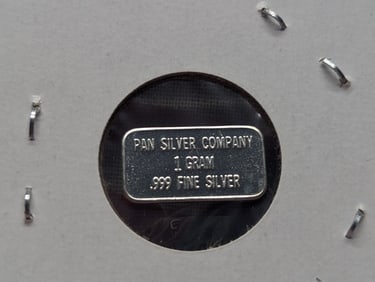 PAN SILVER COMPANY
1 GRAM
.999 FINE SILVER